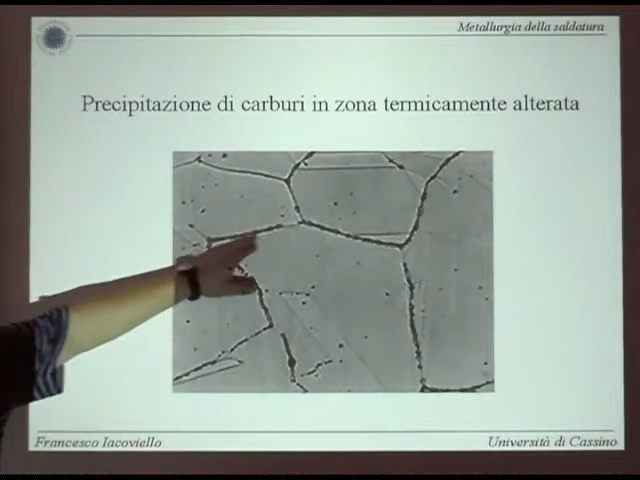 Metallurgia della saldatura
Precipitazione di carburi in zona termicamente alterata
Francesco Iacoviello
Università di Cassino